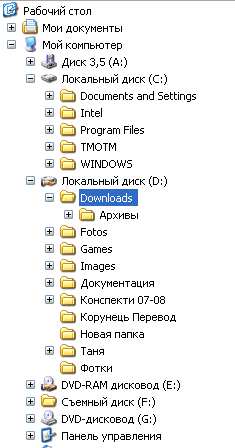 Рабочий стол
Мои документы
Мой компьютер
Диск 3,5 (A:)
Локальный диск (C:)
Documents and Settings
Intel
Program Files
TMOTM
WINDOWS
Локальный диск (D:)
Downloads
Архивы
Fotos
Games
Images
Документация
Конспекти 07-08
Корунець Перевод
Новая папка
Таня
Фотки
DVD-RAM дисковод (E:)
Съемный диск (F:)
DVD-дисковод (G:)
Панель управления